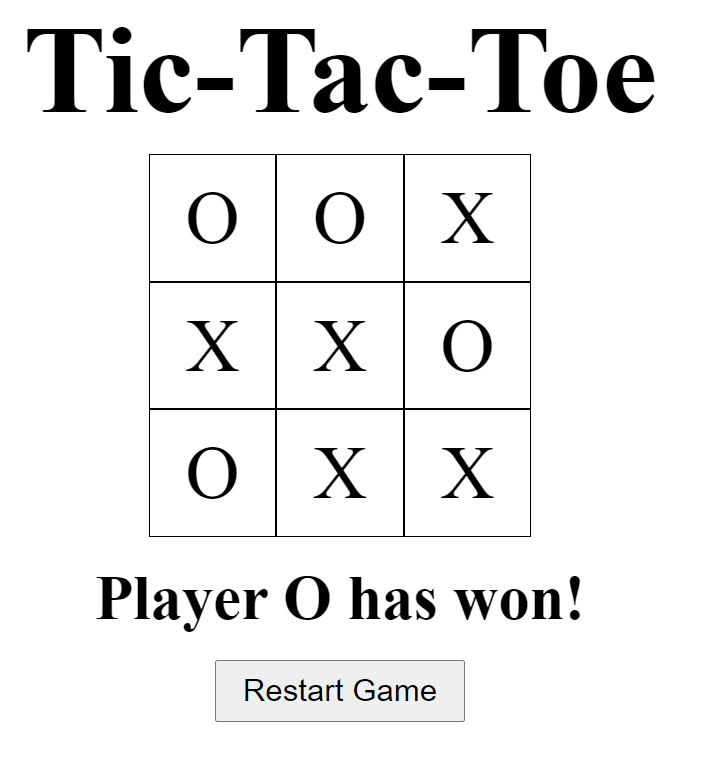 Tic-Tac-Toe
O O X
X X O
O X X
Player O has won!
Restart Game